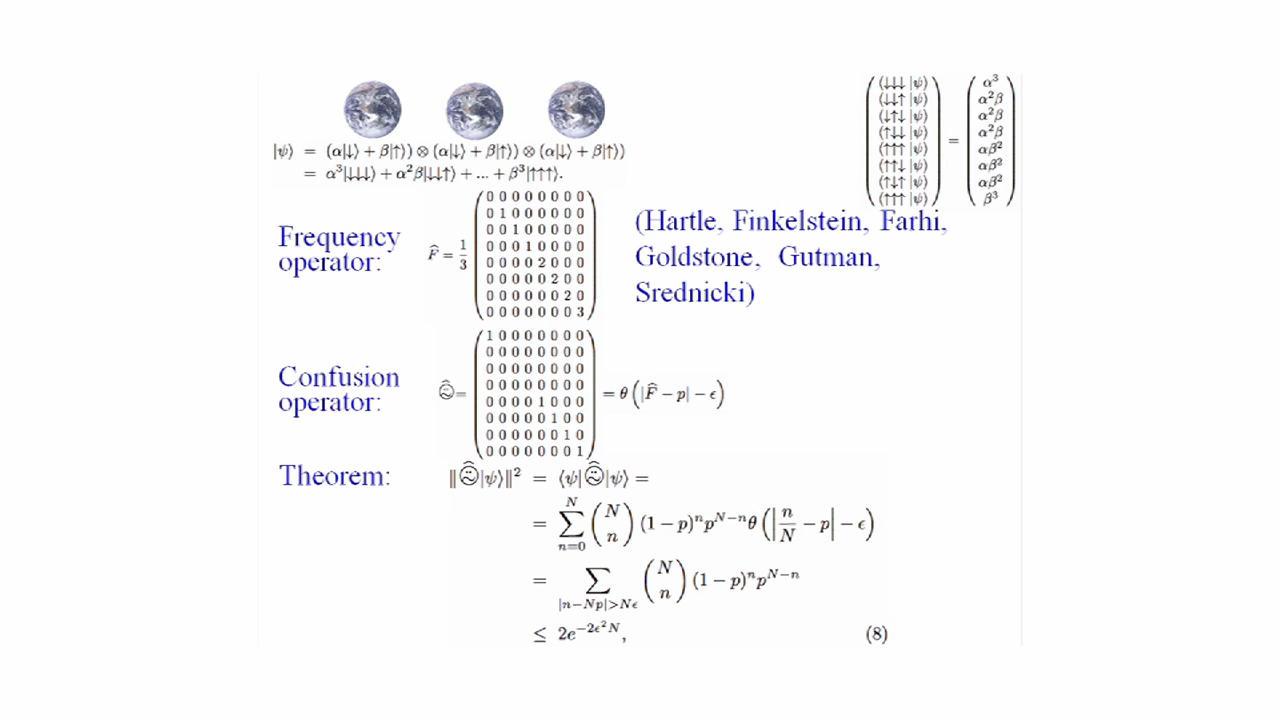 |ψ⟩ = (α|↓⟩ + β|↑⟩) ⊗ (α|↓⟩ + β|↑⟩) ⊗ (α|↓⟩ + β|↑⟩)
= α³|↓↓↓⟩ + α²β|↓↓↑⟩ + ... + β³|↑↑↑⟩.
⟨↓↓↓|ψ⟩ α³
⟨↓↓↑|ψ⟩ α²β
⟨↓↑↓|ψ⟩ α²β
⟨↑↓↓|ψ⟩ = α²β
⟨↑↑↑|ψ⟩ αβ²
⟨↑↑↓|ψ⟩ αβ²
⟨↑↓↑|ψ⟩ αβ²
⟨↑↑↑|ψ⟩ β³
Frequency
operator:
F̂ = 1/3
0 0 0 0 0 0 0 0
0 1 0 0 0 0 0 0
0 0 1 0 0 0 0 0
0 0 0 1 0 0 0 0
0 0 0 0 2 0 0 0
0 0 0 0 0 2 0 0
0 0 0 0 0 0 2 0
0 0 0 0 0 0 0 3
(Hartle, Finkelstein, Farhi,
Goldstone, Gutman,
Srednicki)
Confusion
operator:
=
1 0 0 0 0 0 0 0
0 0 0 0 0 0 0 0
0 0 0 0 0 0 0 0
0 0 0 0 0 0 0 0
0 0 0 0 1 0 0 0
0 0 0 0 0 1 0 0
0 0 0 0 0 0 1 0
0 0 0 0 0 0 0 1
= θ(|F̂ − p| − ϵ)
Theorem: ‖☹̂|ψ⟩‖² = ⟨ψ|☹̂|ψ⟩ =
= ∑_{n=0}^{N} (N n) (1 − p)ⁿp^{N−n}θ(|n/N − p| − ϵ)
= ∑_{|n−Np|>Nϵ} (N n) (1 − p)ⁿp^{N−n}
≤ 2e^{−2ϵ²N}, (8)